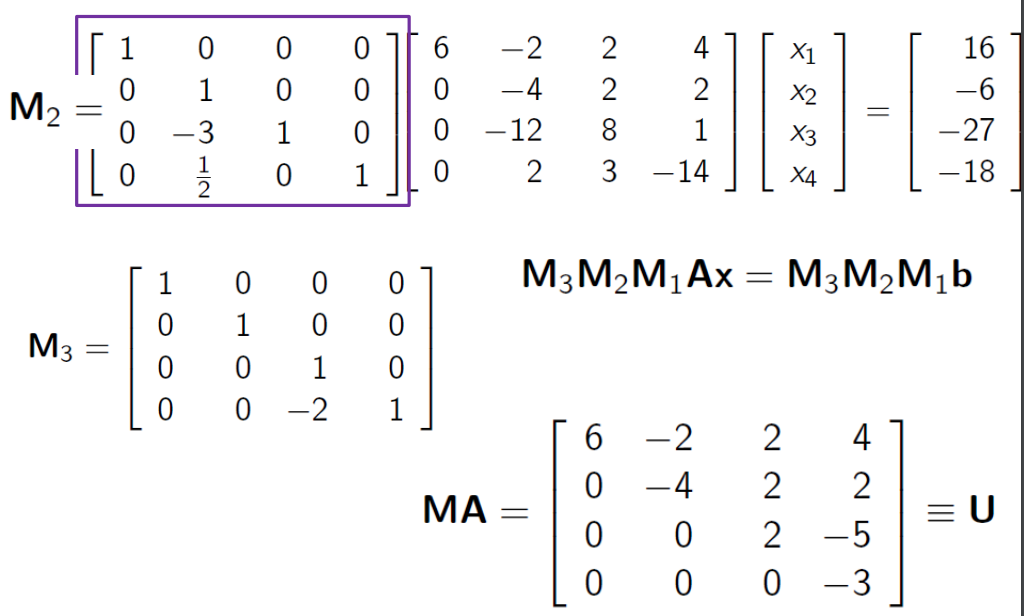 M₂ = [ 1 0 0 0 ] [ 6 −2 2 4 ] [ x₁ ] = [ 16 ]
[ 0 1 0 0 ] [ 0 −4 2 2 ] [ x₂ ] [ −6 ]
[ 0 −3 1 0 ] [ 0 −12 8 1 ] [ x₃ ] [ −27 ]
[ 0 1/2 0 1 ] [ 0 2 3 −14 ] [ x₄ ] [ −18 ]
M₃M₂M₁Ax = M₃M₂M₁b
M₃ = [ 1 0 0 0 ]
[ 0 1 0 0 ]
[ 0 0 1 0 ]
[ 0 0 −2 1 ]
MA = [ 6 −2 2 4 ] ≡ U
[ 0 −4 2 2 ]
[ 0 0 2 −5 ]
[ 0 0 0 −3 ]